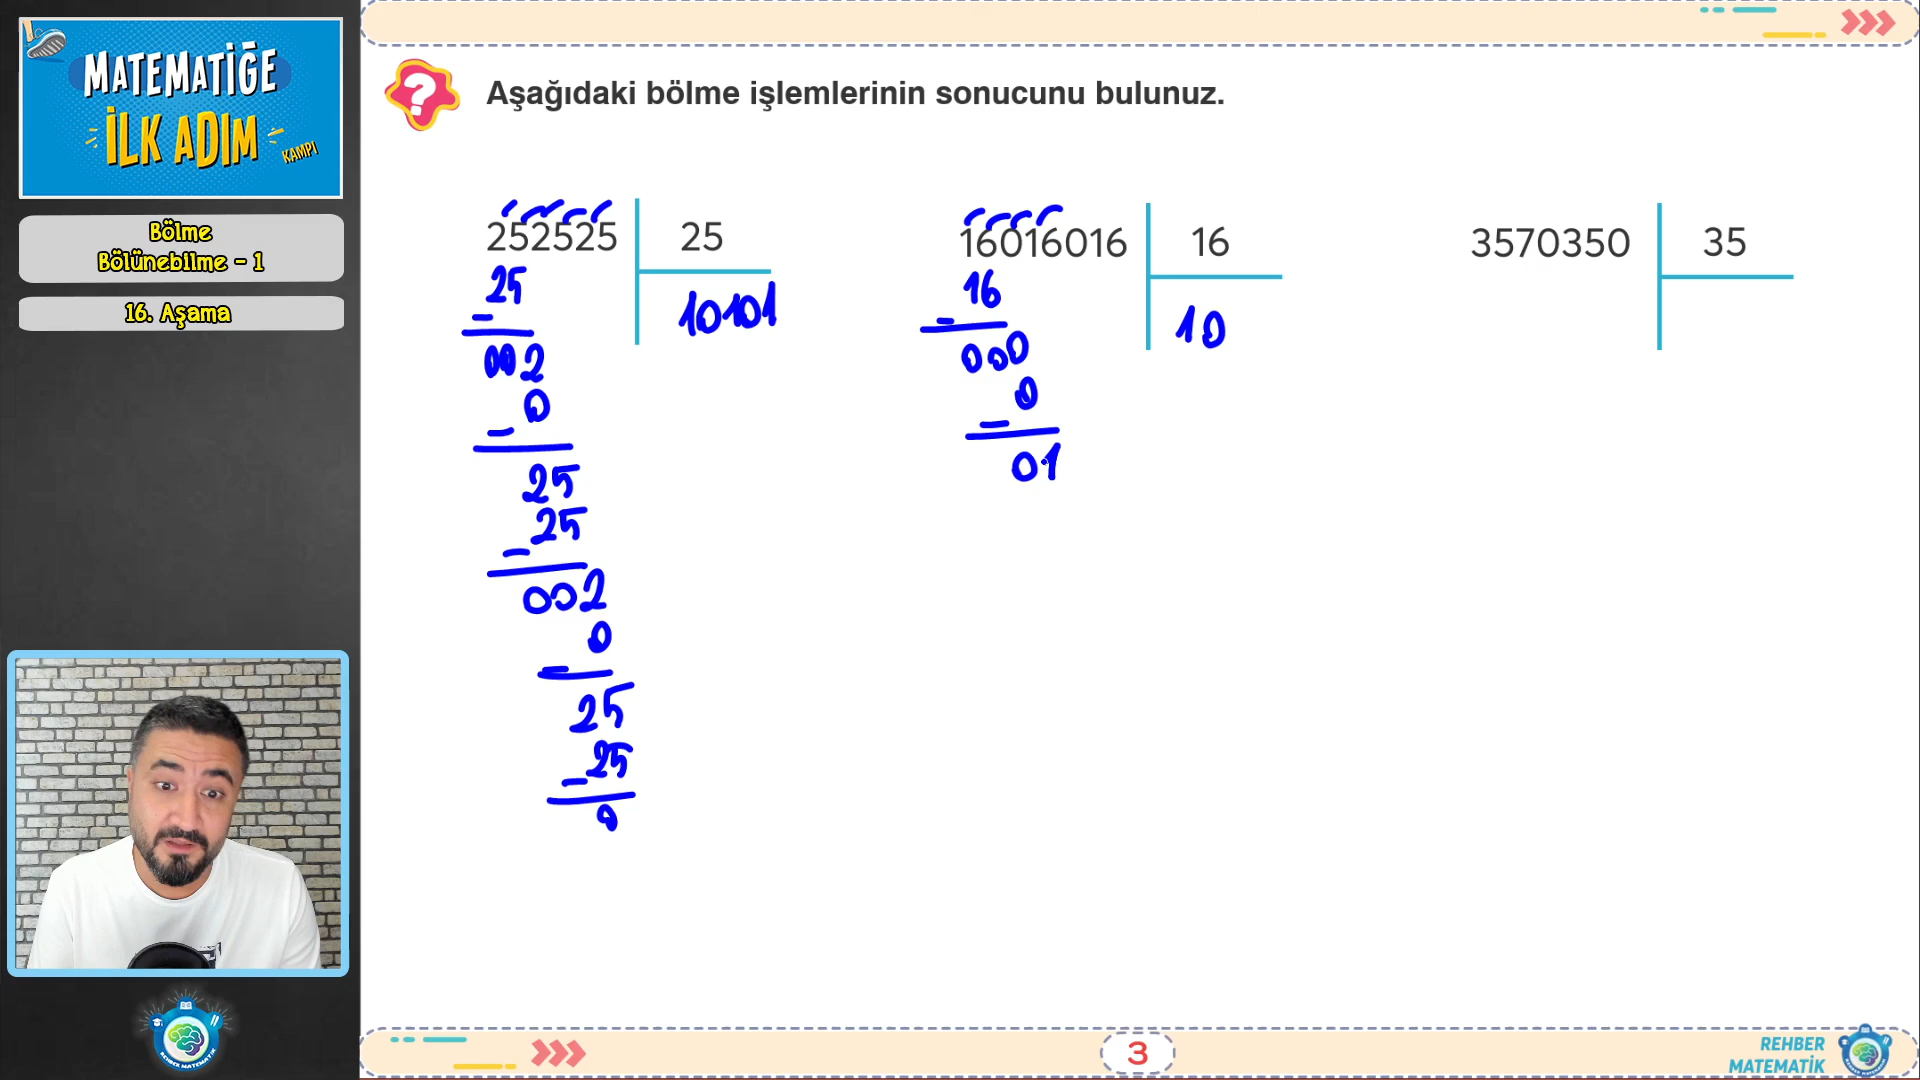 MATEMATİĞE
İLK ADIM
KAMPI
Bölme
Bölünebilme - 1
16. Aşama
Aşağıdaki bölme işlemlerinin sonucunu bulunuz.
252525 25
10101
25
002
0
25
25
002
0
25
25
0
16016016 16
10
16
000
0
01
3570350 35
3
REHBER
MATEMATİK
REHBER MATEMATİK